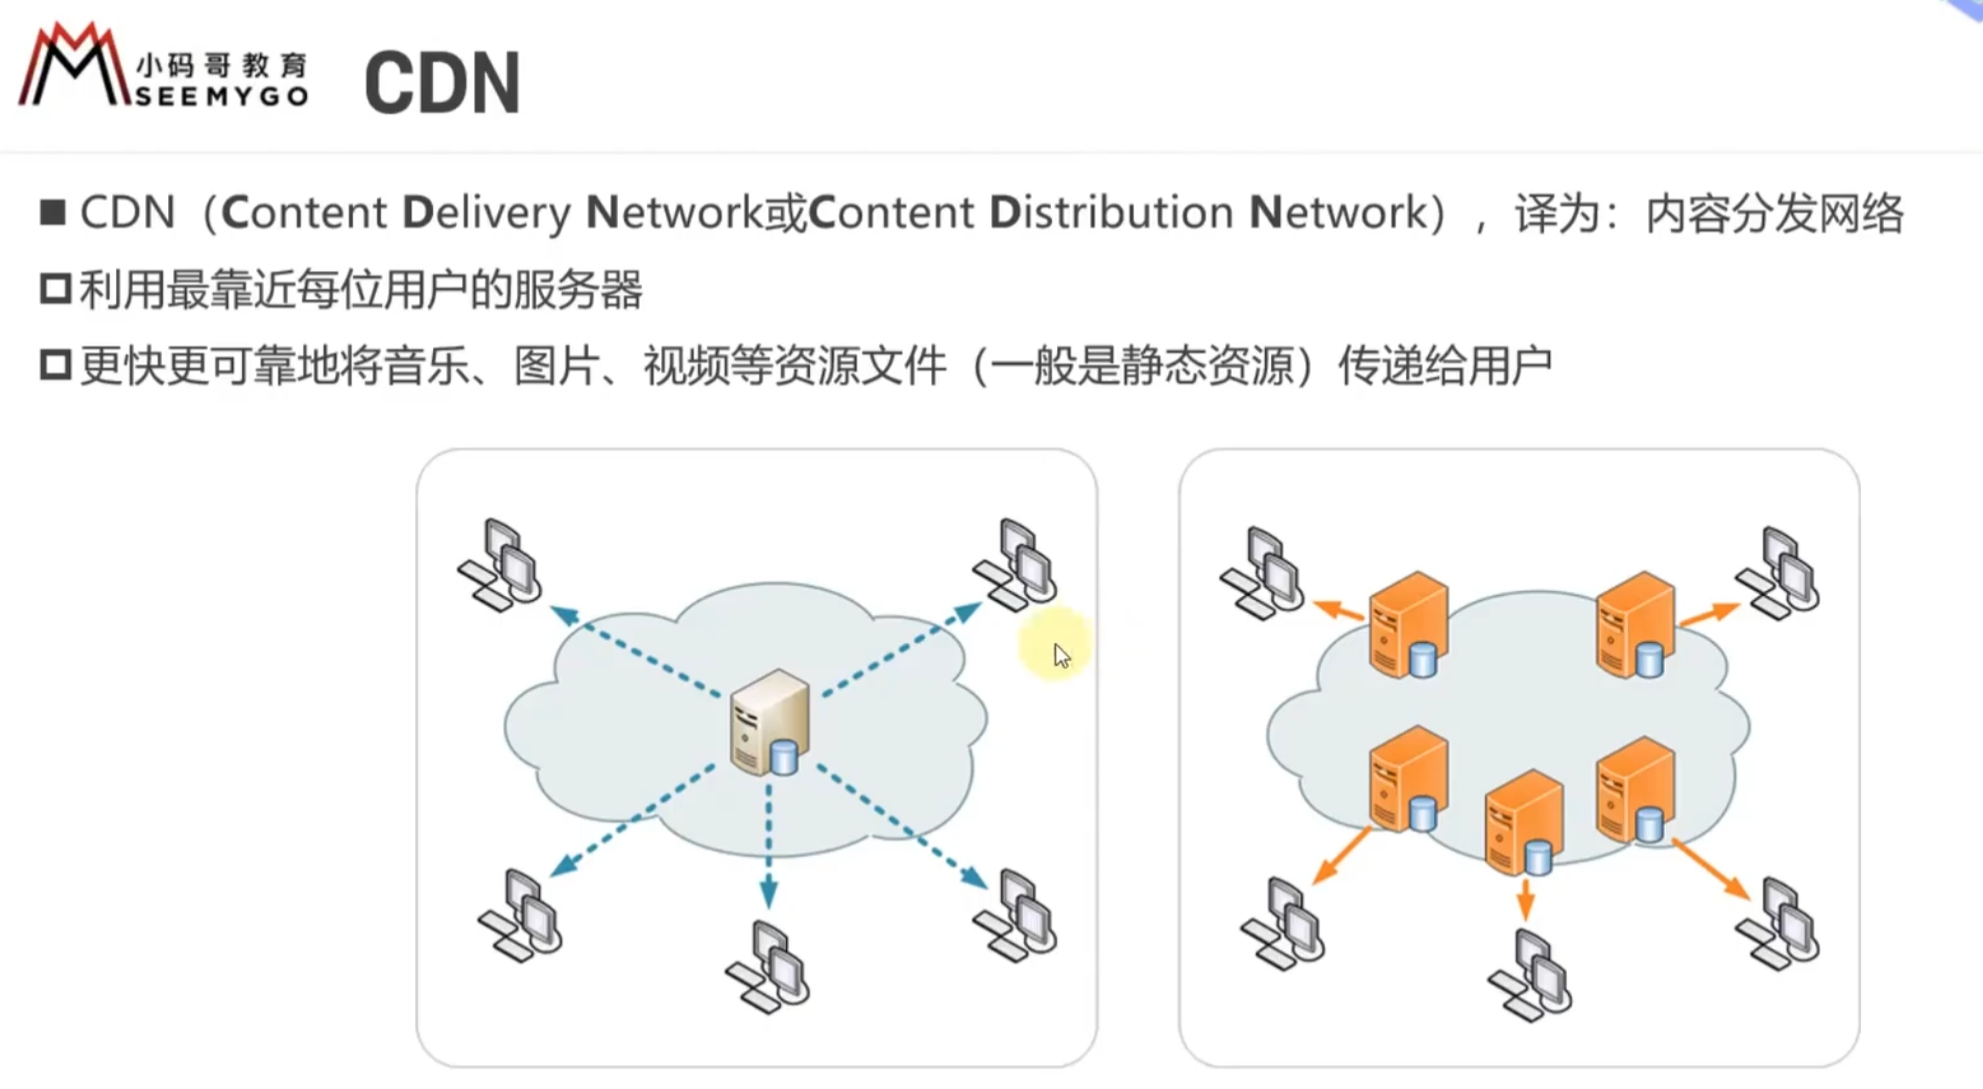 小码哥教育
SEEMYGO
CDN
CDN（Content Delivery Network或Content Distribution Network），译为：内容分发网络
利用最靠近每位用户的服务器
更快更可靠地将音乐、图片、视频等资源文件（一般是静态资源）传递给用户